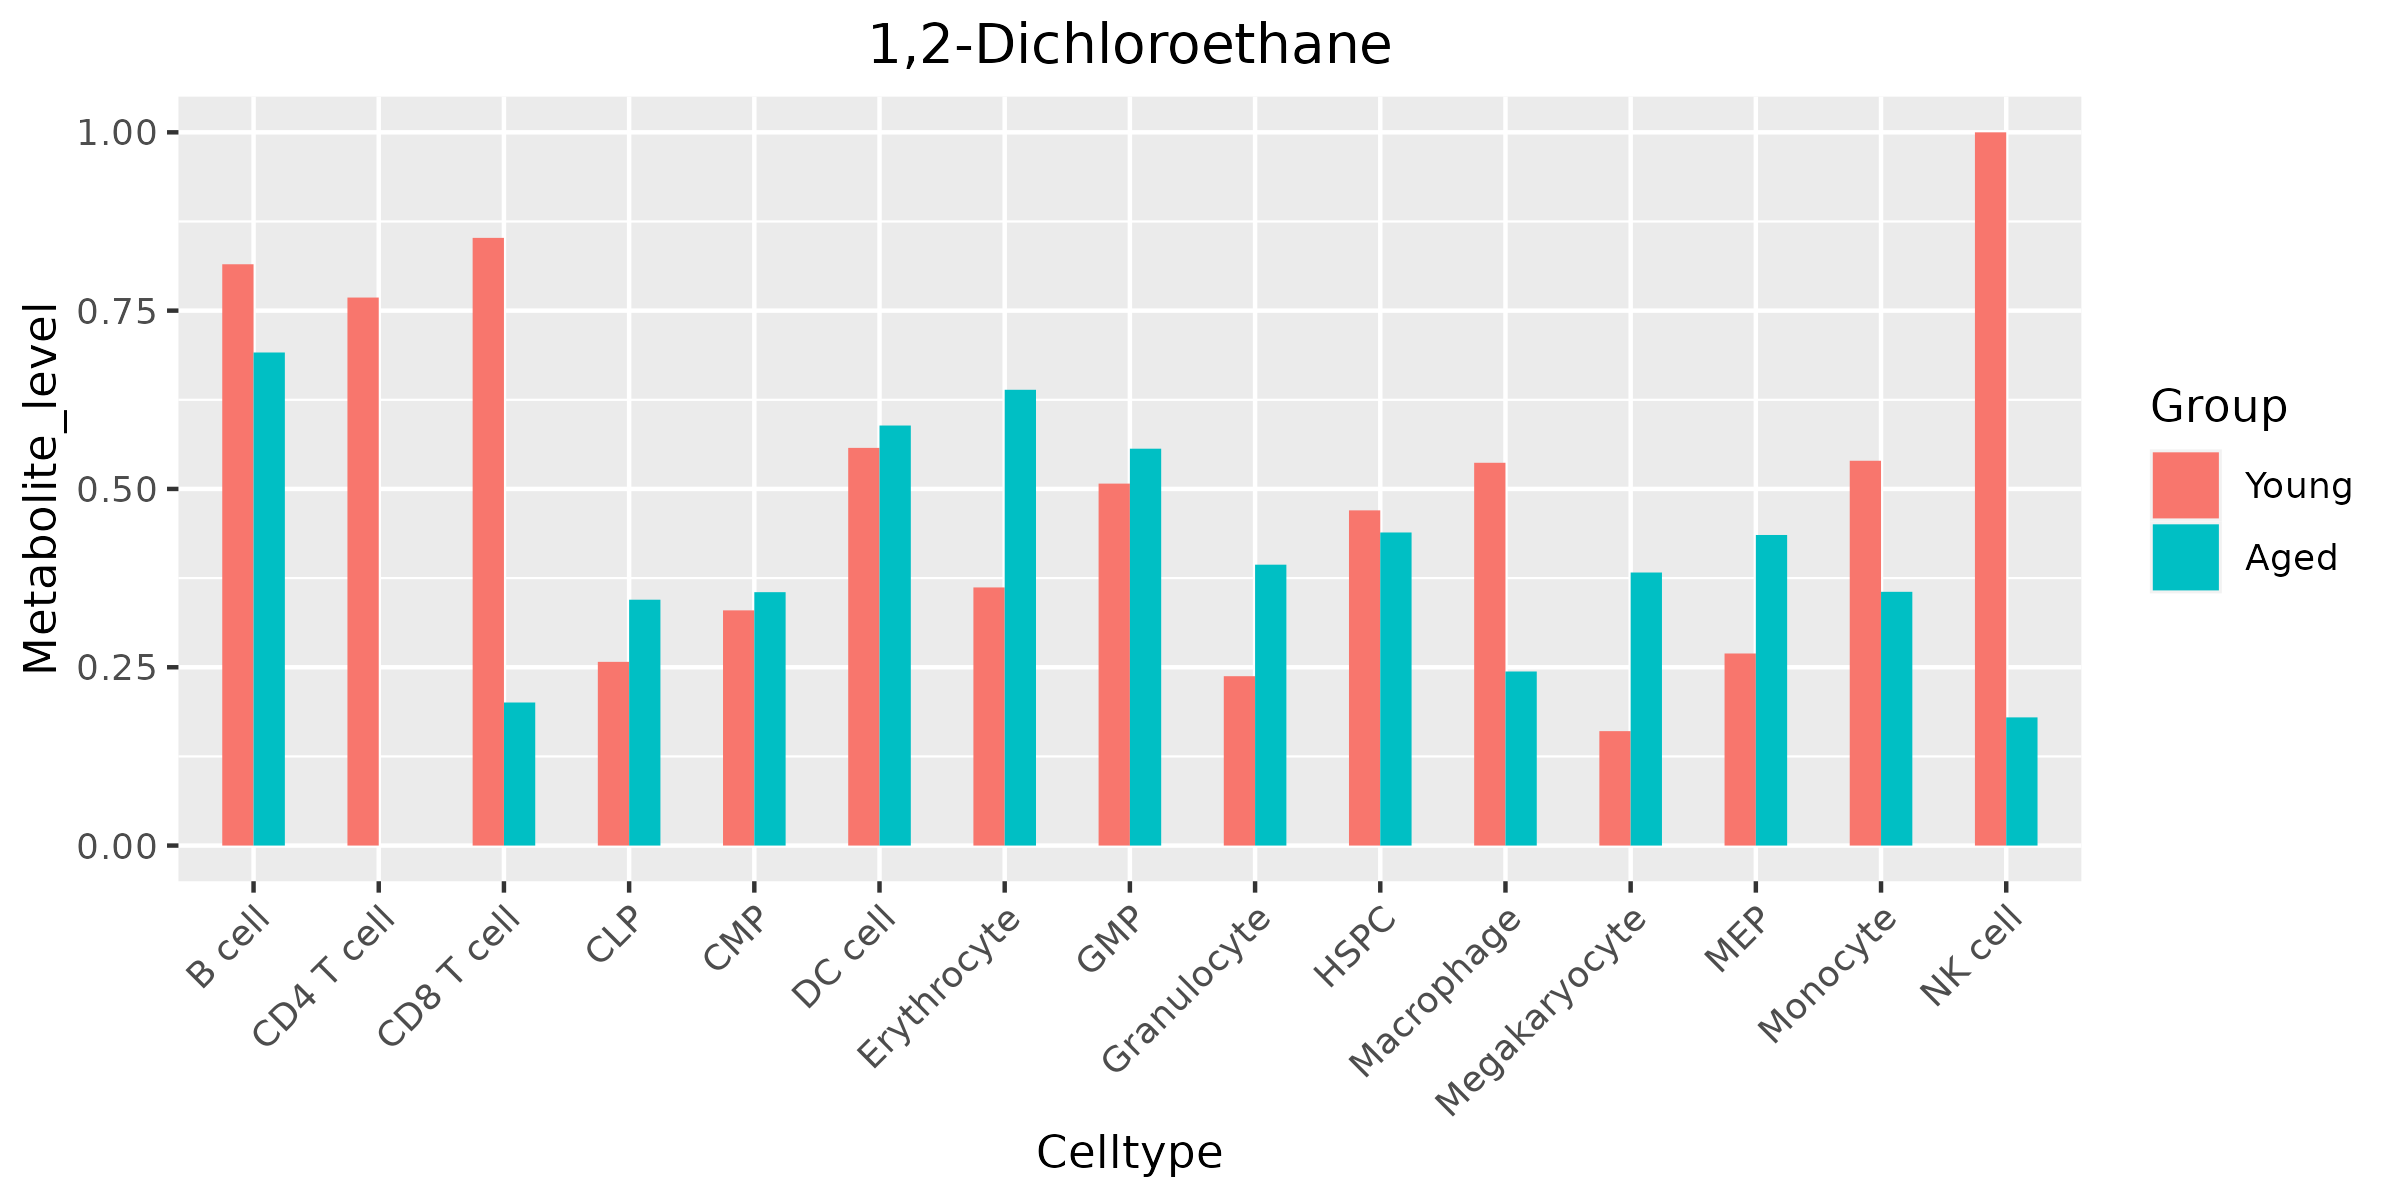 1,2-Dichloroethane
Metabolite_level
1.00
0.75
0.50
0.25
0.00
B cell
CD4 T cell
CD8 T cell
CLP
CMP
DC cell
Erythrocyte
GMP
Granulocyte
HSPC
Macrophage
Megakaryocyte
MEP
Monocyte
NK cell
Celltype
Group
Young
Aged